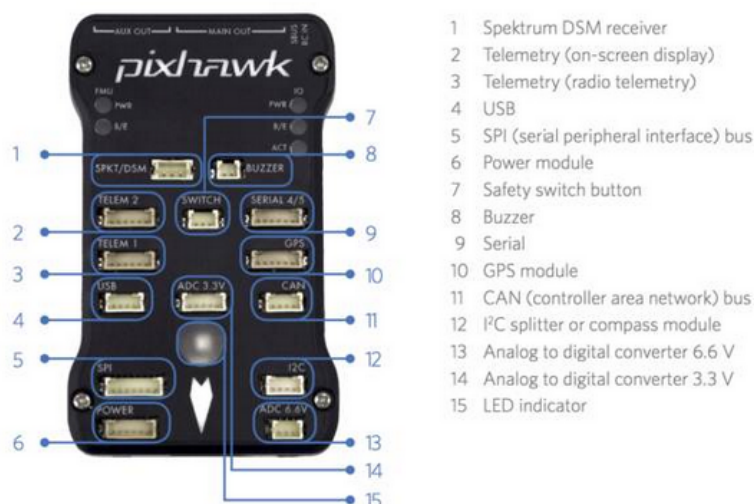 AUX OUT
MAIN OUT
SBUS
RC IN
pixhawk
FMU
IO
PWR
PWR
B/E
B/E
ACT
SPKT/DSM
BUZZER
TELEM 2
SWITCH
SERIAL 4/5
TELEM 1
GPS
USB
ADC 3.3V
CAN
SPI
I2C
POWER
ADC 6.6V
1
2
3
4
5
6
7
8
9
10
11
12
13
14
15
1 Spektrum DSM receiver
2 Telemetry (on-screen display)
3 Telemetry (radio telemetry)
4 USB
5 SPI (serial peripheral interface) bus
6 Power module
7 Safety switch button
8 Buzzer
9 Serial
10 GPS module
11 CAN (controller area network) bus
12 I²C splitter or compass module
13 Analog to digital converter 6.6 V
14 Analog to digital converter 3.3 V
15 LED indicator